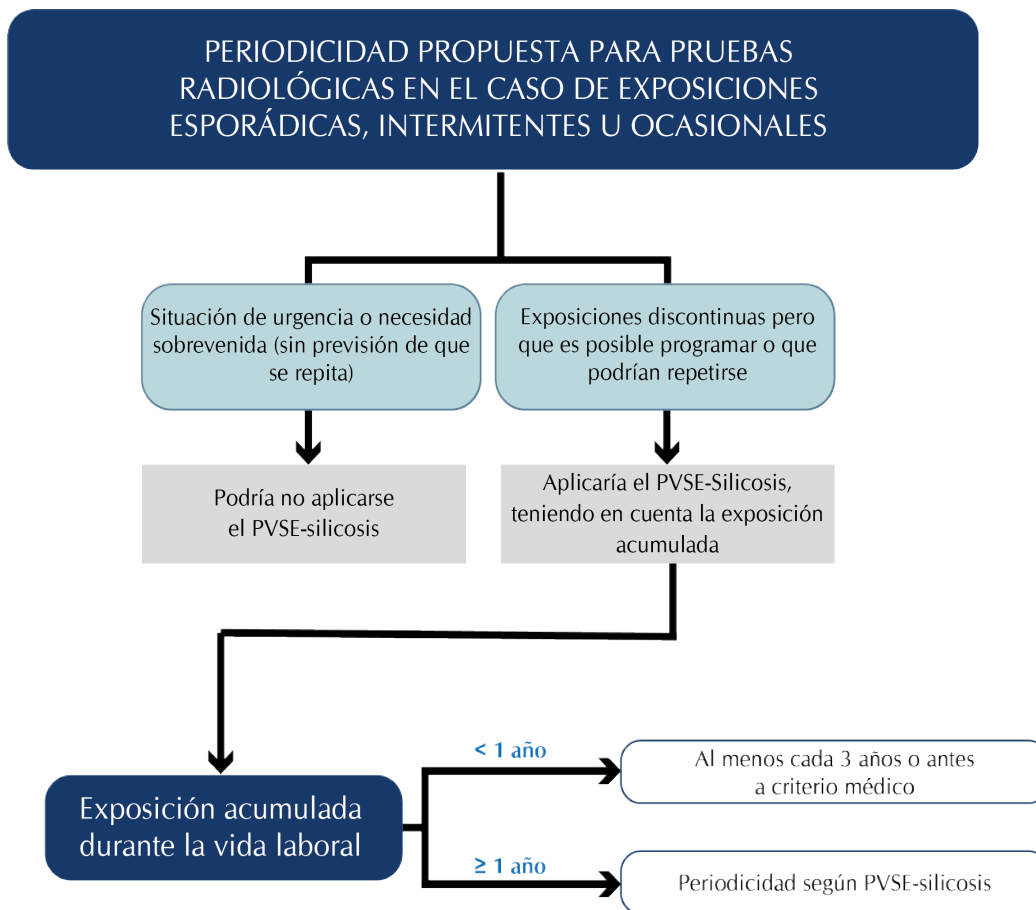 PERIODICIDAD PROPUESTA PARA PRUEBAS
RADIOLÓGICAS EN EL CASO DE EXPOSICIONES
ESPORÁDICAS, INTERMITENTES U OCASIONALES
Situación de urgencia o necesidad
sobrevenida (sin previsión de que
se repita)
Exposiciones discontinuas pero
que es posible programar o que
podrían repetirse
Podría no aplicarse
el PVSE-silicosis
Aplicaría el PVSE-Silicosis,
teniendo en cuenta la exposición
acumulada
Exposición acumulada
durante la vida laboral
< 1 año
Al menos cada 3 años o antes
a criterio médico
≥ 1 año
Periodicidad según PVSE-silicosis